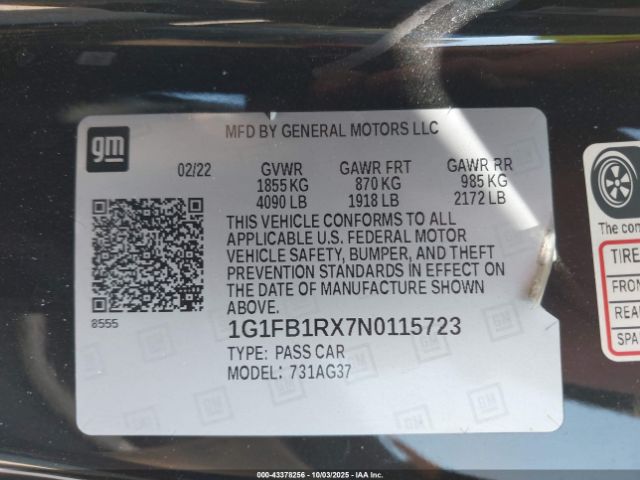 gm
MFD BY GENERAL MOTORS LLC
02/22 GVWR GAWR FRT GAWR RR
1855 KG 870 KG 985 KG
4090 LB 1918 LB 2172 LB
THIS VEHICLE CONFORMS TO ALL
APPLICABLE U.S. FEDERAL MOTOR
VEHICLE SAFETY, BUMPER, AND THEFT
PREVENTION STANDARDS IN EFFECT ON
THE DATE OF MANUFACTURE SHOWN
ABOVE.
8555
1G1FB1RX7N0115723
TYPE: PASS CAR
MODEL: 731AG37
The com
TIRE
FRON
REA
SPA
000-43378256 - 10/03/2025 - IAA Inc.